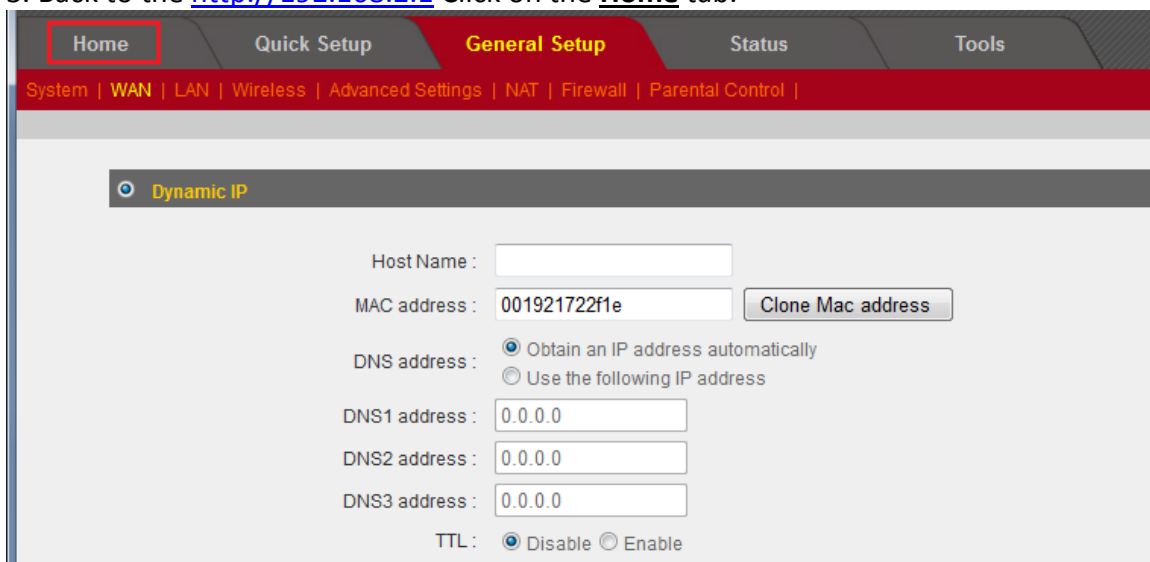 Back to the Click on the Home tab.
Home Quick Setup General Setup Status Tools
System | WAN | LAN | Wireless | Advanced Settings | NAT | Firewall | Parental Control |
Dynamic IP
Host Name :
MAC address : 001921722f1e Clone Mac address
DNS address : Obtain an IP address automatically
Use the following IP address
DNS1 address : 0.0.0.0
DNS2 address : 0.0.0.0
DNS3 address : 0.0.0.0
TTL : Disable Enable